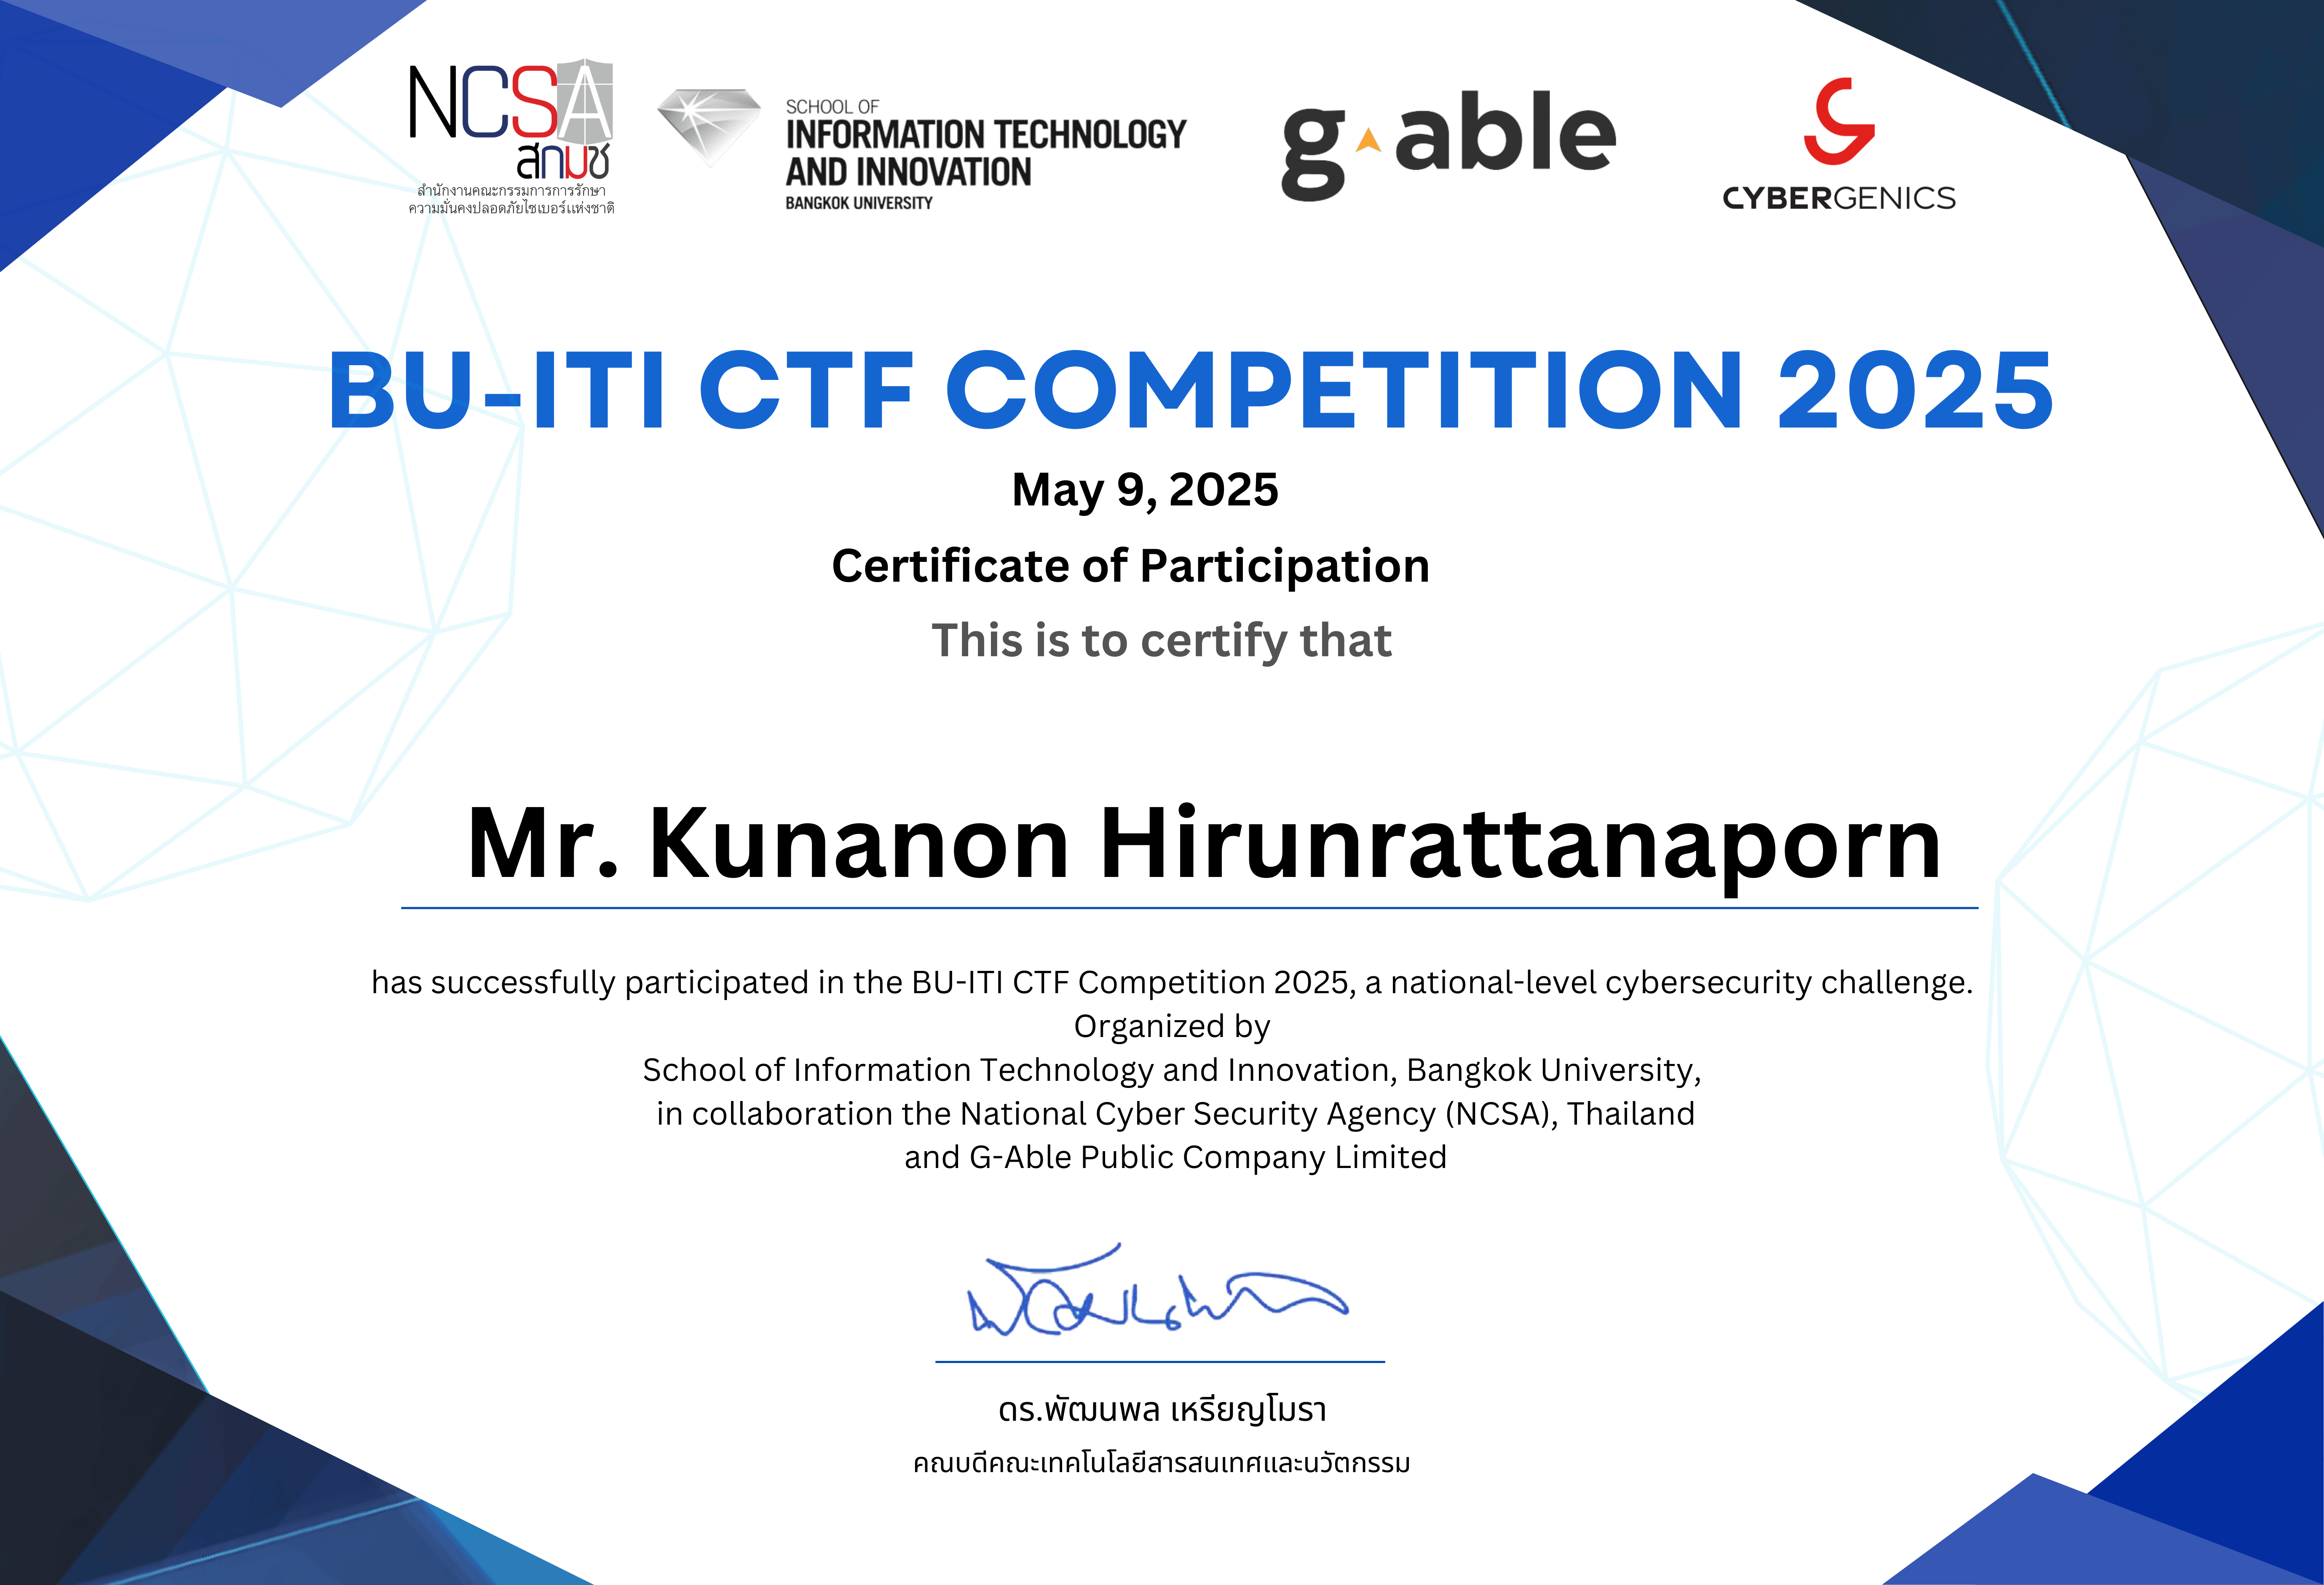 NCSA
สกมช
สำนักงานคณะกรรมการการรักษา
ความมั่นคงปลอดภัยไซเบอร์แห่งชาติ
SCHOOL OF
INFORMATION TECHNOLOGY
AND INNOVATION
BANGKOK UNIVERSITY
g able
CYBERGENICS
BU-ITI CTF COMPETITION 2025
May 9, 2025
Certificate of Participation
This is to certify that
Mr. Kunanon Hirunrattanaporn
has successfully participated in the BU-ITI CTF Competition 2025, a national-level cybersecurity challenge.
Organized by
School of Information Technology and Innovation, Bangkok University,
in collaboration the National Cyber Security Agency (NCSA), Thailand
and G-Able Public Company Limited
ดร.พัฒนพล เหรียญโมรา
คณบดีคณะเทคโนโลยีสารสนเทศและนวัตกรรม